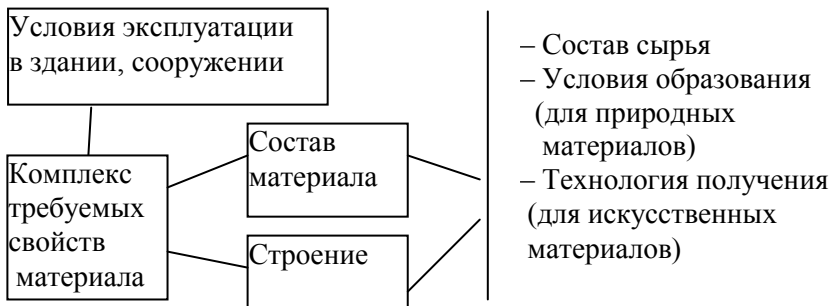 Условия эксплуатации
в здании, сооружении
Комплекс
требуемых
свойств
материала
Состав
материала
Строение
– Состав сырья
– Условия образования
(для природных
материалов)
– Технология получения
(для искусственных
материалов)